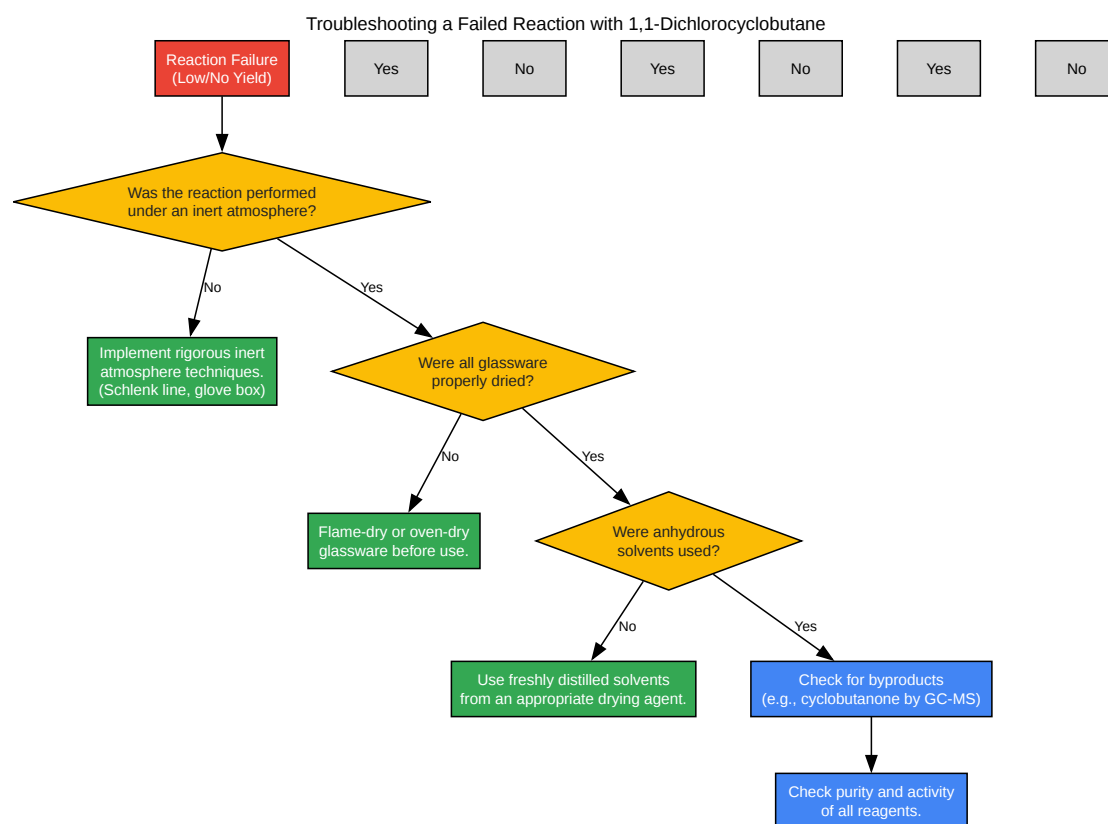 Troubleshooting a Failed Reaction with 1,1-Dichlorocyclobutane
Reaction Failure
(Low/No Yield)
Yes
No
Yes
No
Yes
No
Was the reaction performed
under an inert atmosphere?
No
Yes
Implement rigorous inert
atmosphere techniques.
(Schlenk line, glove box)
Were all glassware
properly dried?
No
Yes
Flame-dry or oven-dry
glassware before use.
Were anhydrous
solvents used?
No
Yes
Use freshly distilled solvents
from an appropriate drying agent.
Check for byproducts
(e.g., cyclobutanone by GC-MS)
Check purity and activity
of all reagents.